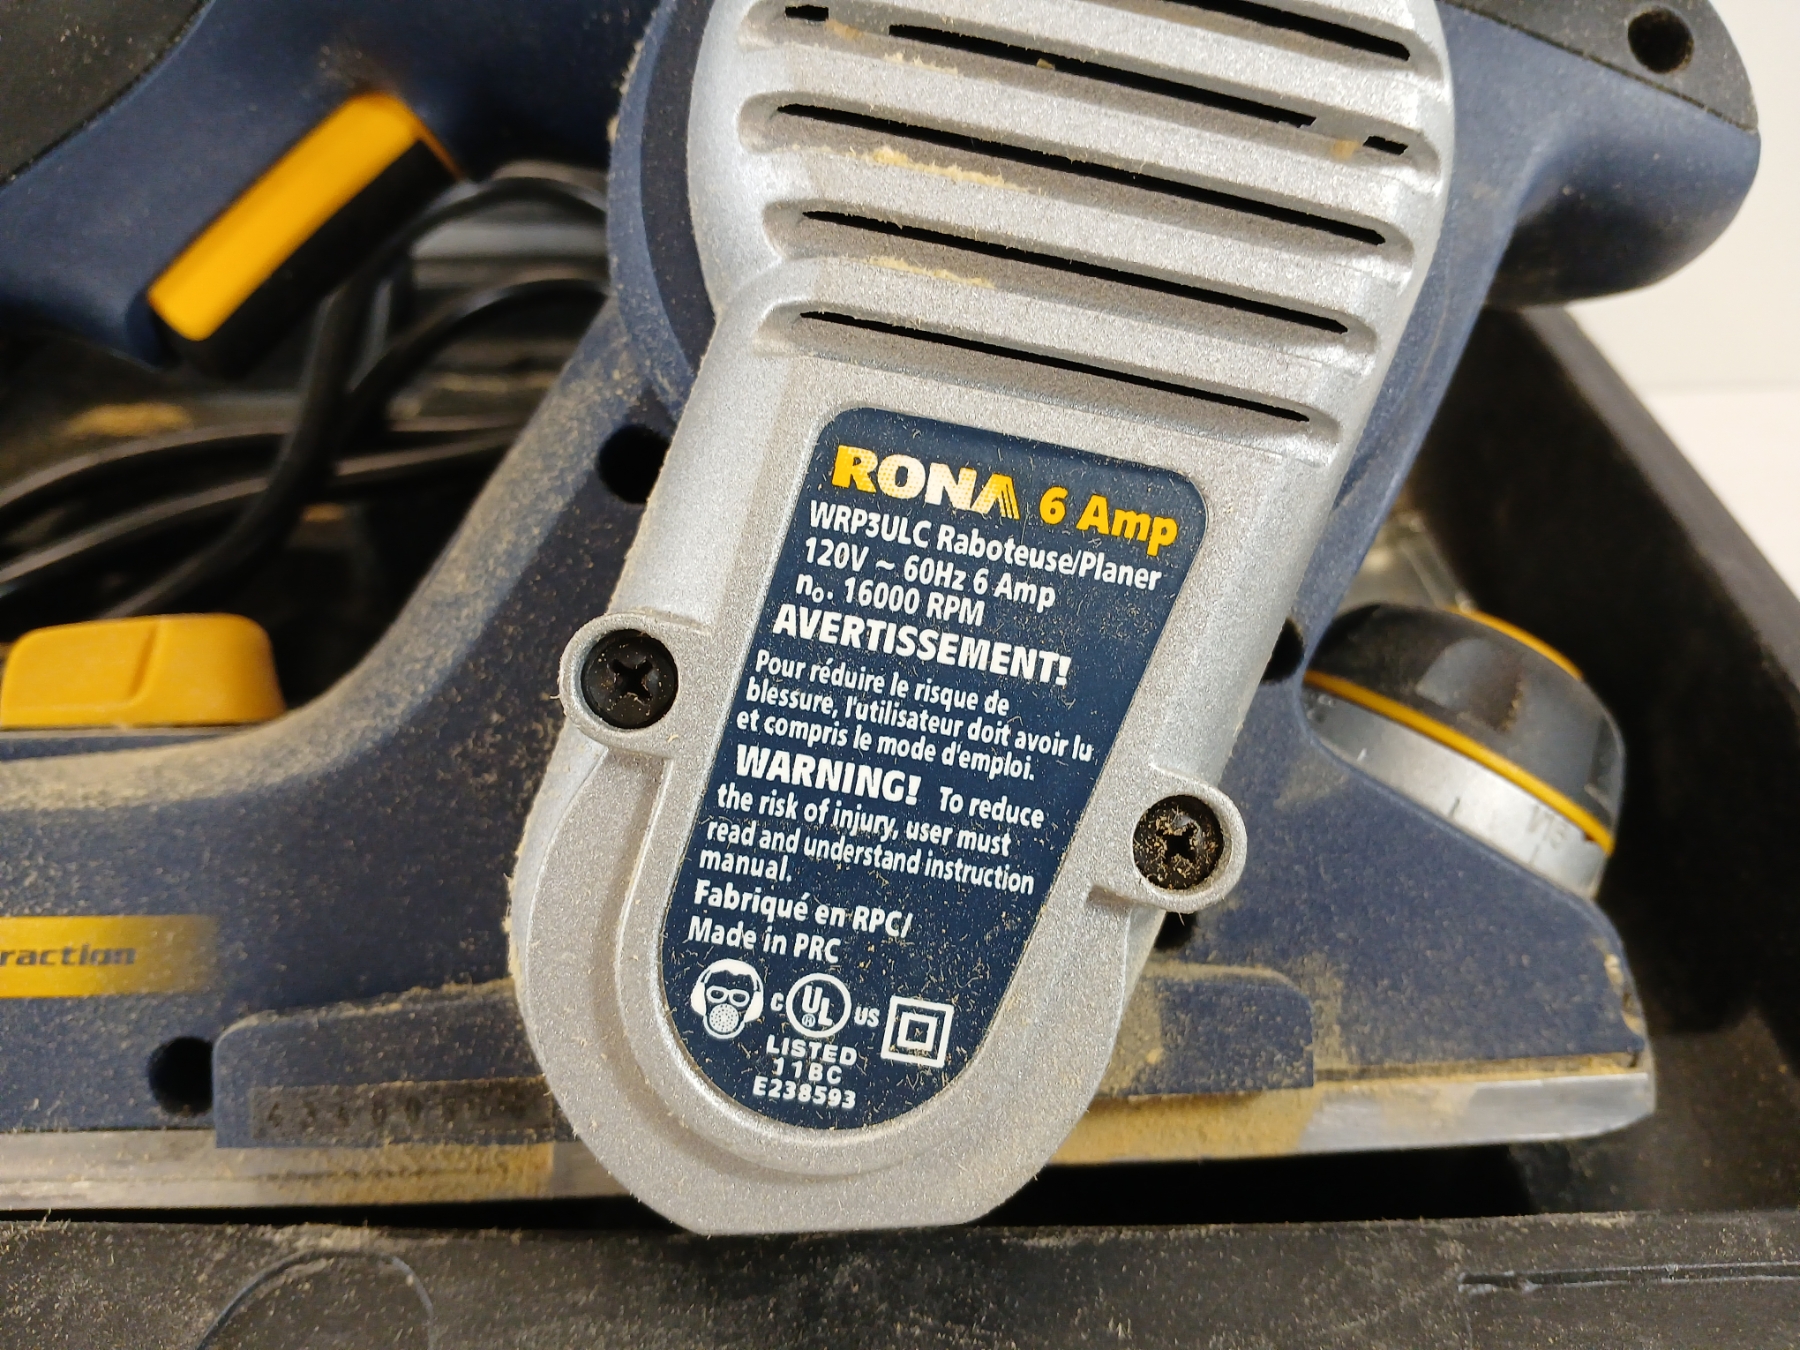 RONA 6 Amp
WRP3ULC Raboteuse/Planer
120V ~ 60Hz 6 Amp
no. 16000 RPM
AVERTISSEMENT!
Pour réduire le risque de
blessure, l'utilisateur doit avoir lu
et compris le mode d'emploi.
WARNING! To reduce
the risk of injury, user must
read and understand instruction
manual.
Fabriqué en RPC/
Made in PRC
C UL ® US
LISTED
11BC
E238593
raction